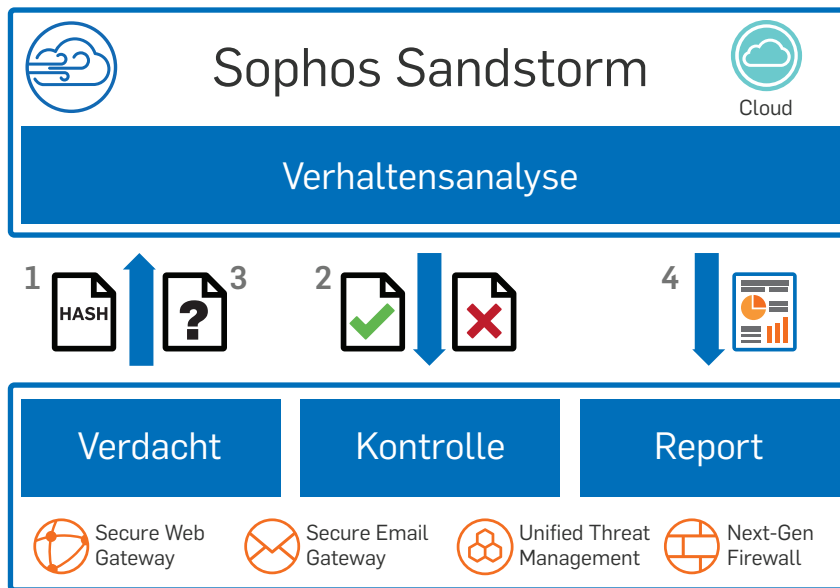 Sophos Sandstorm
Cloud
Verhaltensanalyse
1
HASH
?
3
2
4
Verdacht
Kontrolle
Report
Secure Web
Gateway
Secure Email
Gateway
Unified Threat
Management
Next-Gen
Firewall